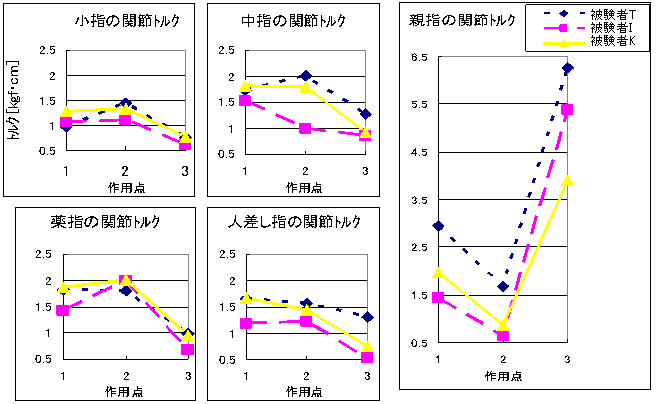 小指の関節ﾄﾙｸ
ﾄﾙｸ [kgf・cm]
2.5
2
1.5
1
0.5
1 2 3
作用点
中指の関節ﾄﾙｸ
2.5
2
1.5
1
0.5
1 2 3
作用点
親指の関節ﾄﾙｸ
被験者T
被験者I
被験者K
6.5
5.5
4.5
3.5
2.5
1.5
0.5
1 2 3
作用点
薬指の関節ﾄﾙｸ
2.5
2
1.5
1
0.5
1 2 3
作用点
人差し指の関節ﾄﾙｸ
2.5
2
1.5
1
0.5
1 2 3
作用点